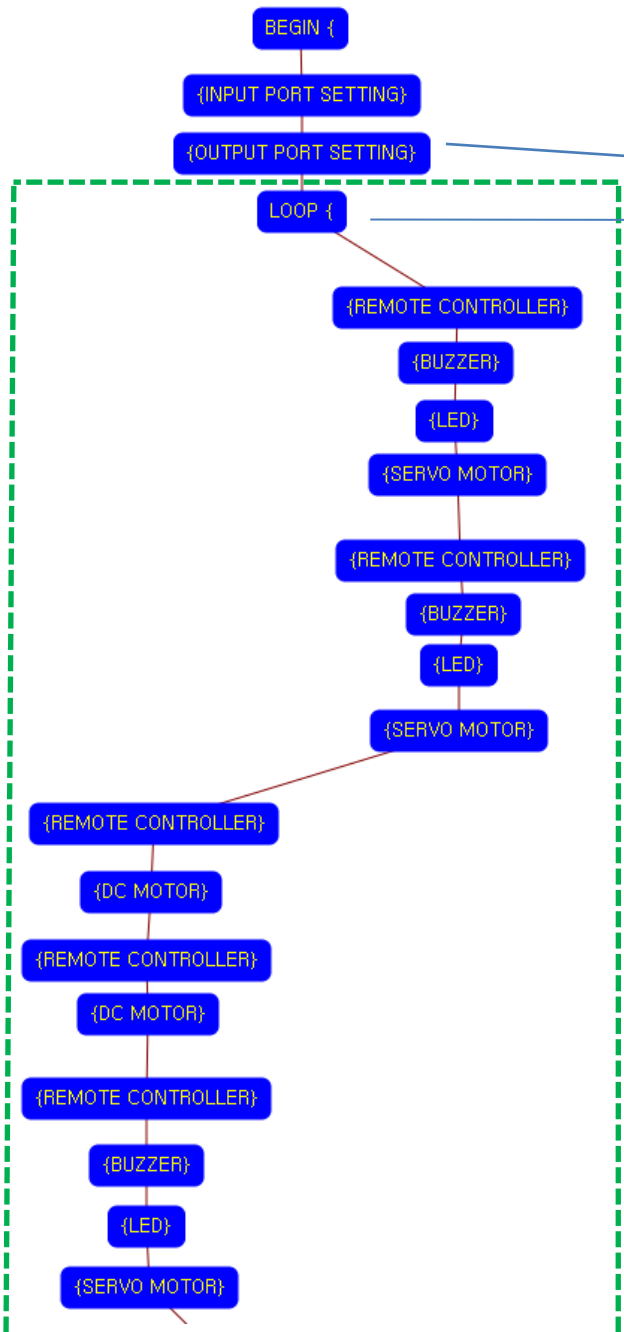 BEGIN {
{INPUT PORT SETTING}
{OUTPUT PORT SETTING}
LOOP {
{REMOTE CONTROLLER}
{BUZZER}
{LED}
{SERVO MOTOR}
{REMOTE CONTROLLER}
{BUZZER}
{LED}
{SERVO MOTOR}
{REMOTE CONTROLLER}
{DC MOTOR}
{REMOTE CONTROLLER}
{DC MOTOR}
{REMOTE CONTROLLER}
{BUZZER}
{LED}
{SERVO MOTOR}